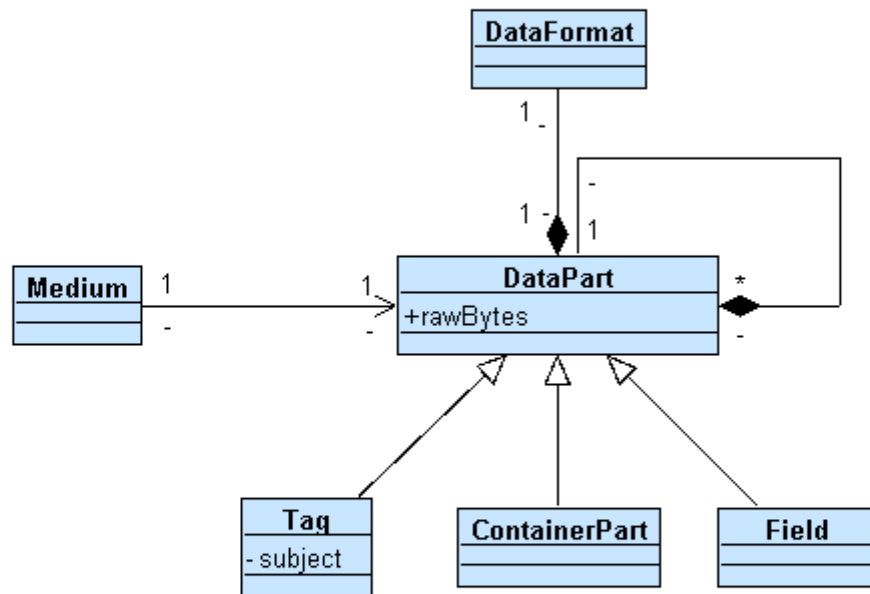 DataFormat
1
-
-
1 -
1
Medium
1
-
1
-
DataPart
+rawBytes
*
-
Tag
- subject
ContainerPart
Field